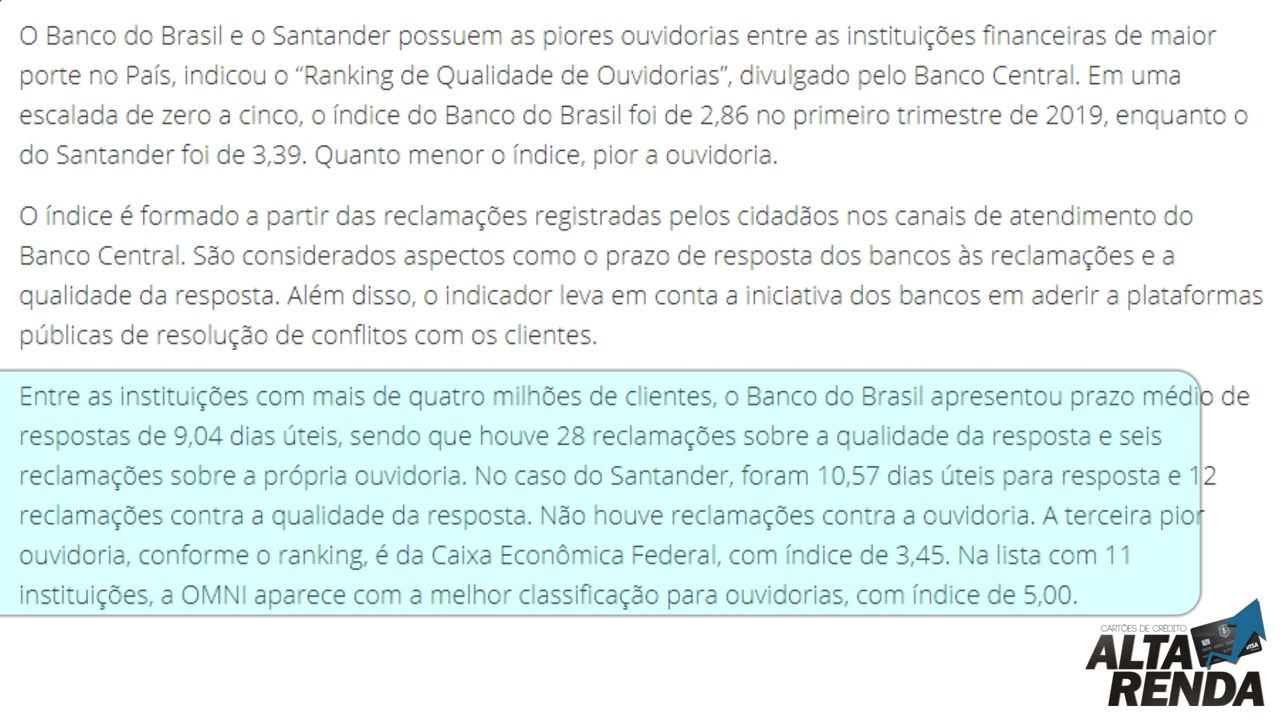 O Banco do Brasil e o Santander possuem as piores ouvidorias entre as instituições financeiras de maior
porte no País, indicou o “Ranking de Qualidade de Ouvidorias”, divulgado pelo Banco Central. Em uma
escalada de zero a cinco, o índice do Banco do Brasil foi de 2,86 no primeiro trimestre de 2019, enquanto o
do Santander foi de 3,39. Quanto menor o índice, pior a ouvidoria.
O índice é formado a partir das reclamações registradas pelos cidadãos nos canais de atendimento do
Banco Central. São considerados aspectos como o prazo de resposta dos bancos às reclamações e a
qualidade da resposta. Além disso, o indicador leva em conta a iniciativa dos bancos em aderir a plataformas
públicas de resolução de conflitos com os clientes.
Entre as instituições com mais de quatro milhões de clientes, o Banco do Brasil apresentou prazo médio de
respostas de 9,04 dias úteis, sendo que houve 28 reclamações sobre a qualidade da resposta e seis
reclamações sobre a própria ouvidoria. No caso do Santander, foram 10,57 dias úteis para resposta e 12
reclamações contra a qualidade da resposta. Não houve reclamações contra a ouvidoria. A terceira pior
ouvidoria, conforme o ranking, é da Caixa Econômica Federal, com índice de 3,45. Na lista com 11
instituições, a OMNI aparece com a melhor classificação para ouvidorias, com índice de 5,00.
CARTÕES DE CRÉDITO
ALTA
VISA
RENDA